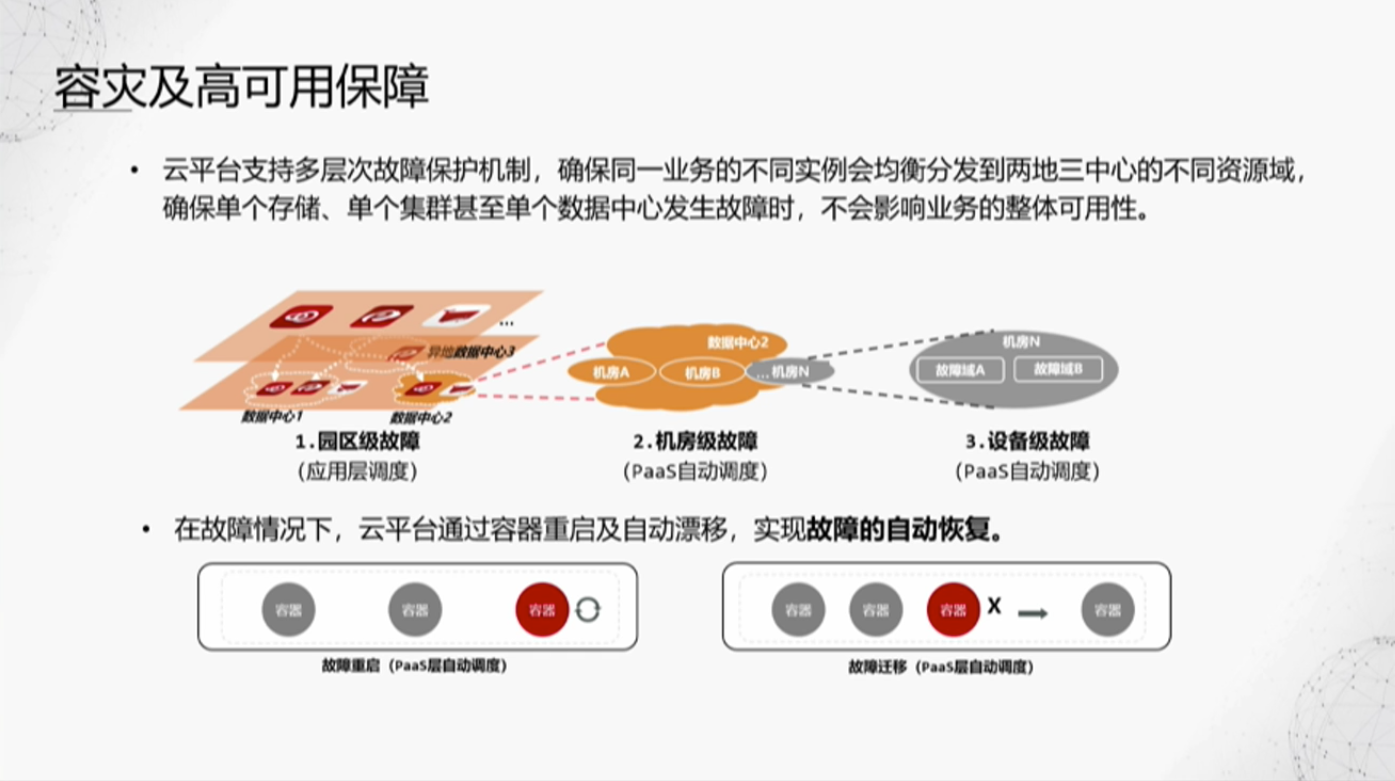 容灾及高可用保障
• 云平台支持多层次故障保护机制，确保同一业务的不同实例会均衡分发到两地三中心的不同资源域，
确保单个存储、单个集群甚至单个数据中心发生故障时，不会影响业务的整体可用性。
...
异地数据中心3
数据中心1
数据中心2
数据中心2
机房A
机房B
...机房N
机房N
故障域A
故障域B
1.园区级故障
（应用层调度）
2.机房级故障
（PaaS自动调度）
3.设备级故障
（PaaS自动调度）
• 在故障情况下，云平台通过容器重启及自动漂移，实现故障的自动恢复。
容器
容器
容器
故障重启（PaaS层自动调度）
容器
容器
容器
X
容器
故障迁移（PaaS层自动调度）